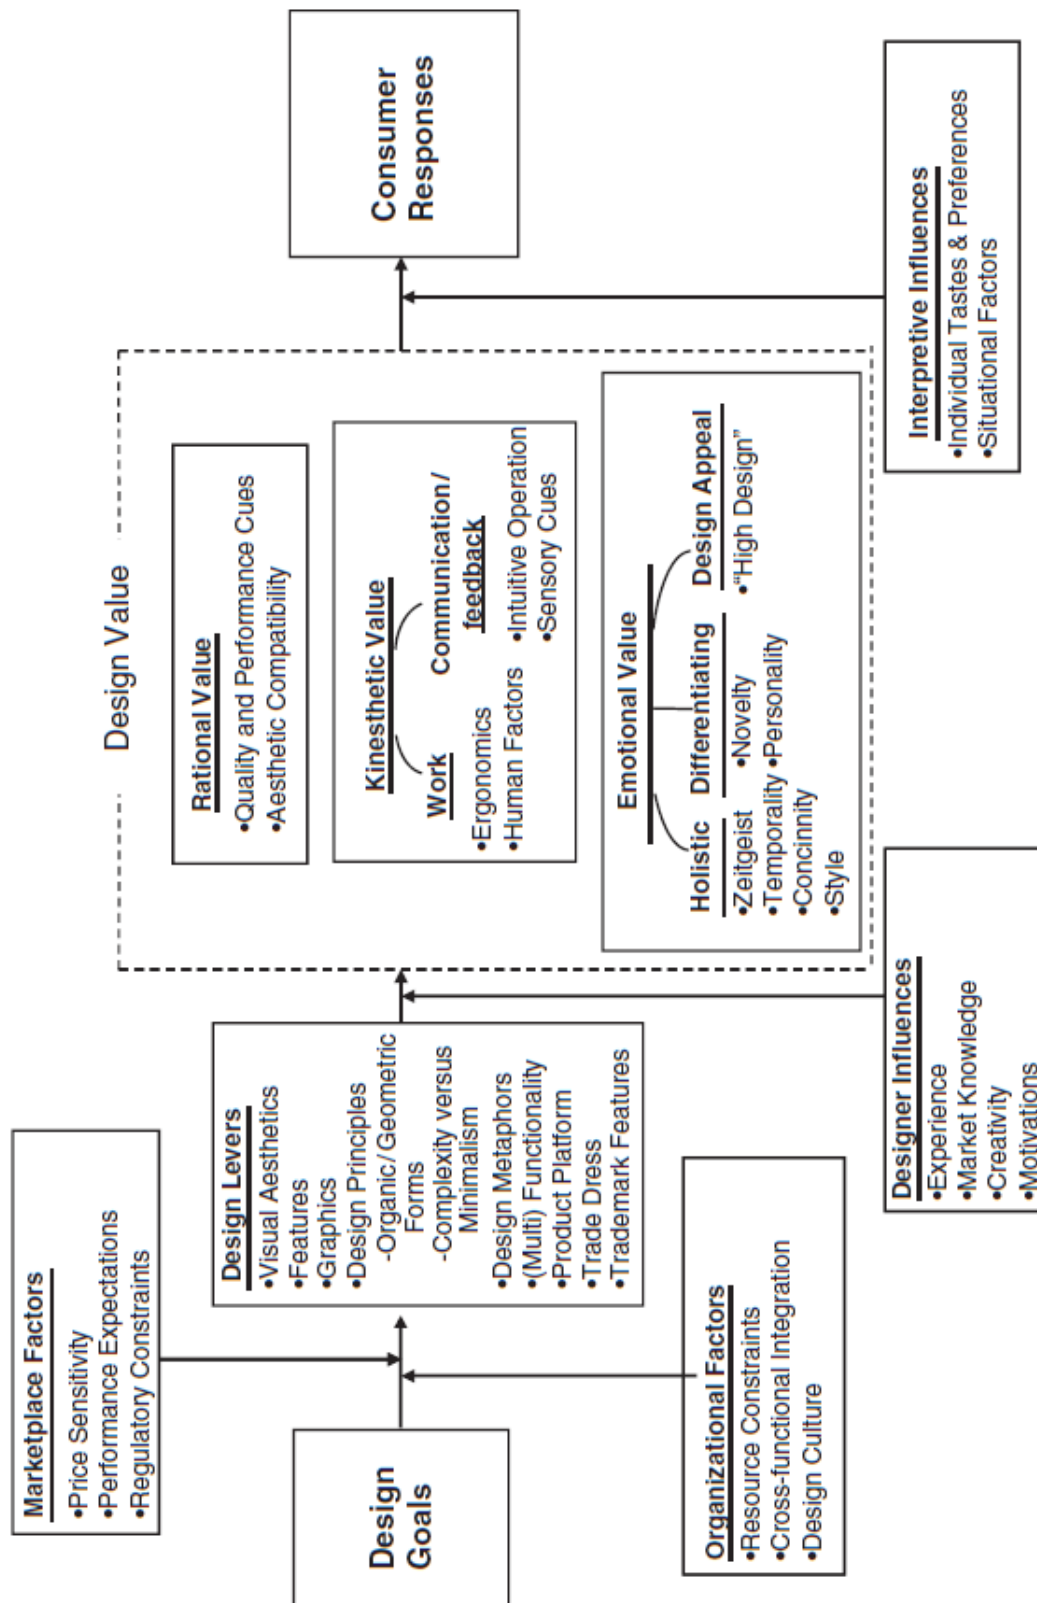 Marketplace Factors
•Price Sensitivity
•Performance Expectations
•Regulatory Constraints
Design
Goals
Organizational Factors
•Resource Constraints
•Cross-functional Integration
•Design Culture
Design Levers
•Visual Aesthetics
•Features
•Graphics
•Design Principles
-Organic/Geometric
Forms
-Complexity versus
Minimalism
•Design Metaphors
•(Multi) Functionality
•Product Platform
•Trade Dress
•Trademark Features
Designer Influences
•Experience
•Market Knowledge
•Creativity
•Motivations
Design Value
Rational Value
•Quality and Performance Cues
•Aesthetic Compatibility
Kinesthetic Value
Work
•Ergonomics
•Human Factors
Communication/
feedback
•Intuitive Operation
•Sensory Cues
Emotional Value
Holistic
•Zeitgeist
•Temporality
•Concinnity
•Style
Differentiating
•Novelty
•Personality
Design Appeal
•“High Design”
Consumer
Responses
Interpretive Influences
•Individual Tastes & Preferences
•Situational Factors